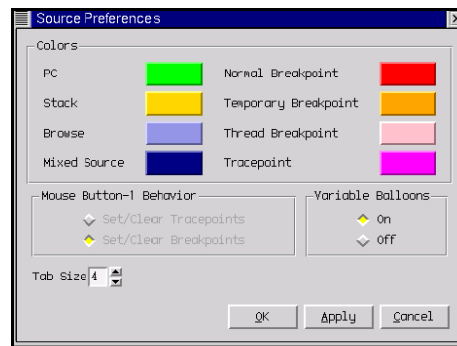 Source Preferences
Colors
PC
Normal Breakpoint
Stack
Temporary Breakpoint
Browse
Thread Breakpoint
Mixed Source
Tracepoint
Mouse Button-1 Behavior
Variable Balloons
Set/Clear Tracepoints
On
Set/Clear Breakpoints
Off
Tab Size 4
OK
Apply
Cancel